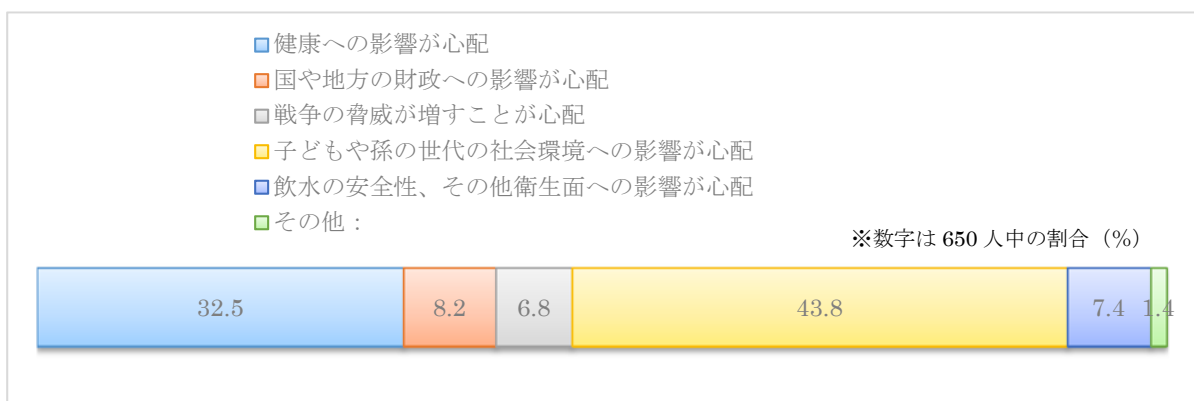 健康への影響が心配
国や地方の財政への影響が心配
戦争の脅威が増すことが心配
子どもや孫の世代の社会環境への影響が心配
飲水の安全性、その他衛生面への影響が心配
その他：
※数字は 650 人中の割合（%）
32.5 8.2 6.8 43.8 7.4 1.4